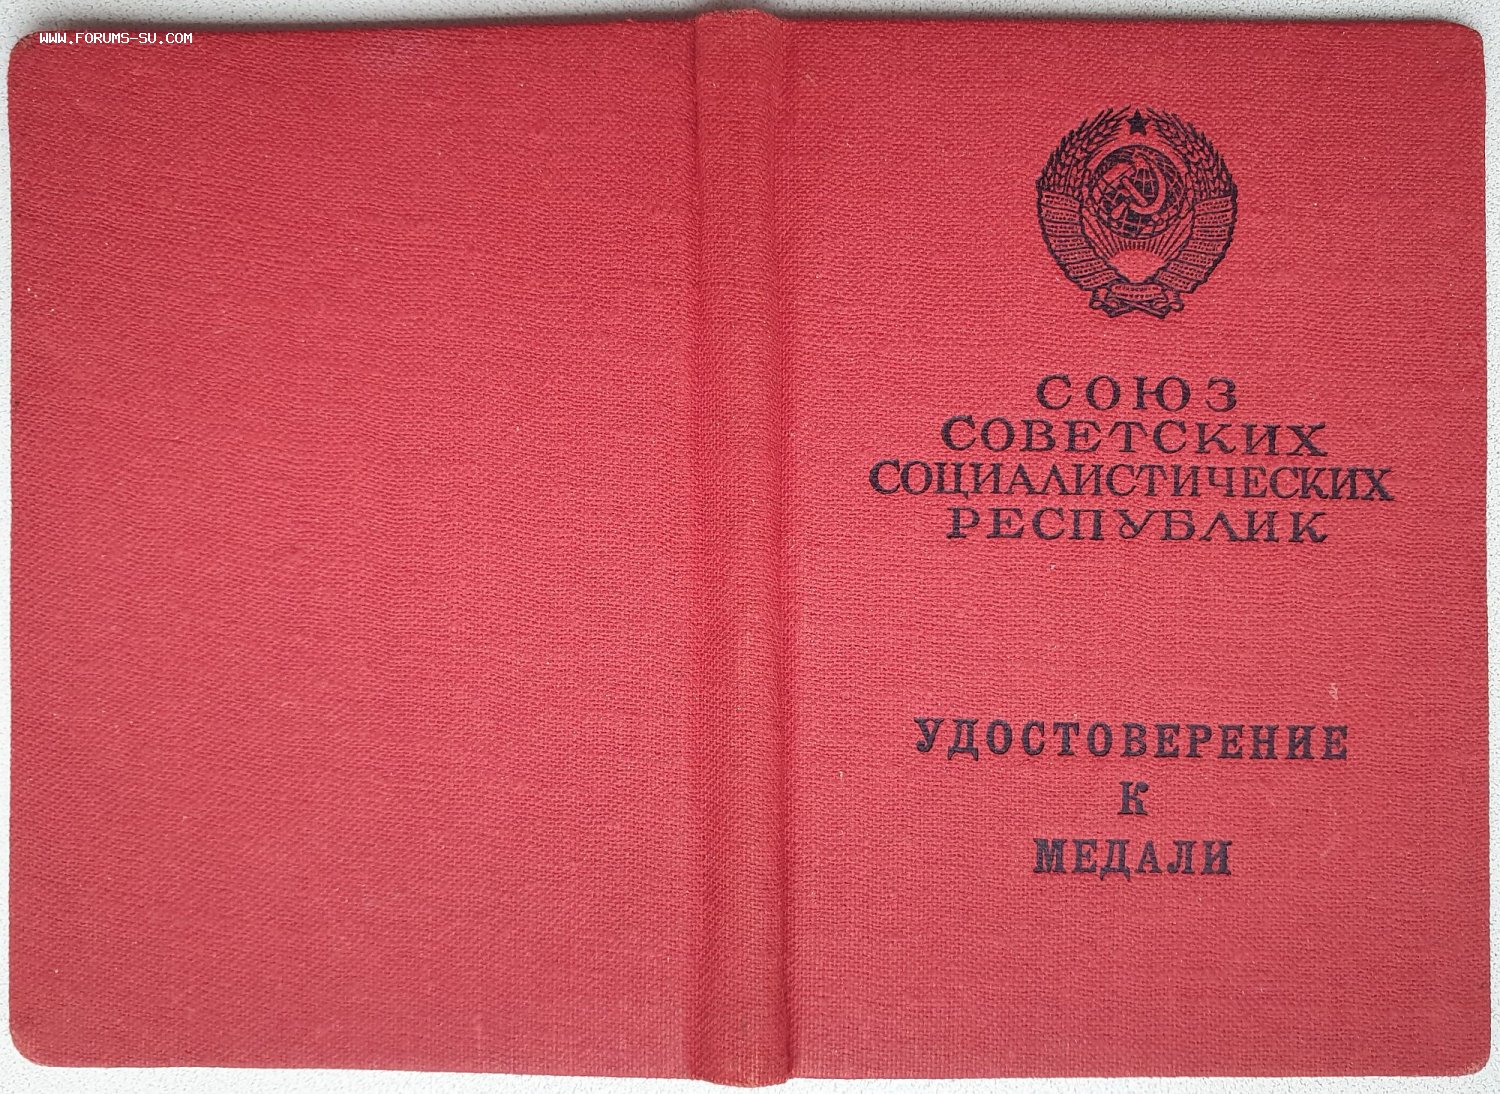 WWW.FORUMS-SU.COM
СОЮЗ
СОВЕТСКИХ
СОЦИАЛИСТИЧЕСКИХ
РЕСПУБЛИК
УДОСТОВЕРЕНИЕ
К
МЕДАЛИ